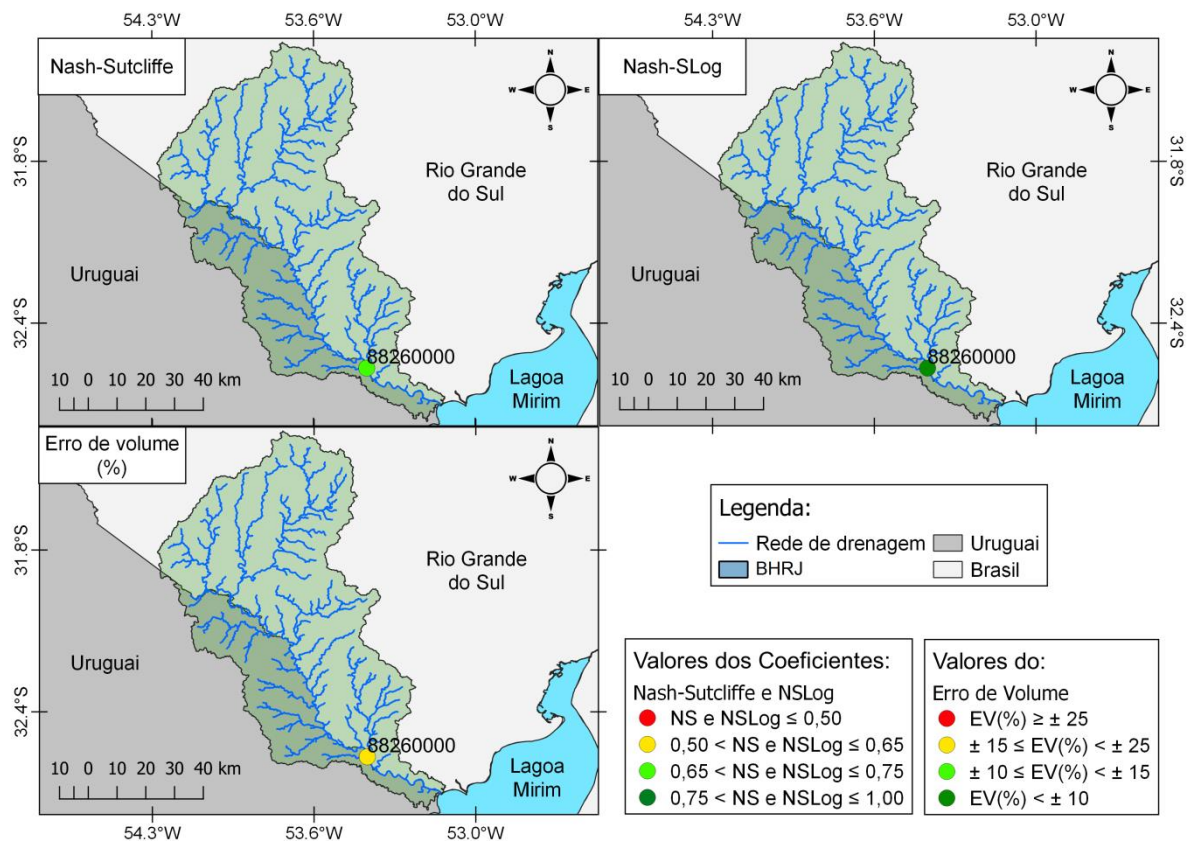 54.3°W 53.6°W 53.0°W 54.3°W 53.6°W 53.0°W
Nash-Sutcliffe
N
W E
S
31.8°S
Rio Grande
do Sul
Uruguai
32.4°S
88260000
10 0 10 20 30 40 km
Lagoa
Mirim
Nash-SLog
N
W E
S
31.8°S
Rio Grande
do Sul
Uruguai
32.4°S
88260000
10 0 10 20 30 40 km
Lagoa
Mirim
54.3°W 53.6°W 53.0°W
Erro de volume
(%)
N
W E
S
31.8°S
Rio Grande
do Sul
Uruguai
32.4°S
88260000
10 0 10 20 30 40 km
Lagoa
Mirim
54.3°W 53.6°W 53.0°W
Legenda:
Rede de drenagem
BHRJ
Uruguai
Brasil
Valores dos Coeficientes:
Nash-Sutcliffe e NSLog
NS e NSLog ≤ 0,50
0,50 < NS e NSLog ≤ 0,65
0,65 < NS e NSLog ≤ 0,75
0,75 < NS e NSLog ≤ 1,00
Valores do:
Erro de Volume
EV(%) ≥ ± 25
± 15 ≤ EV(%) < ± 25
± 10 ≤ EV(%) < ± 15
EV(%) < ± 10